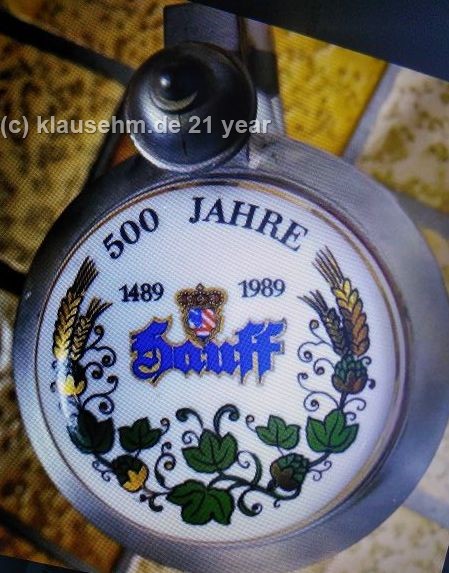 (c) klausehm.de 21 year
500 JAHRE
1489 1989
Hauff